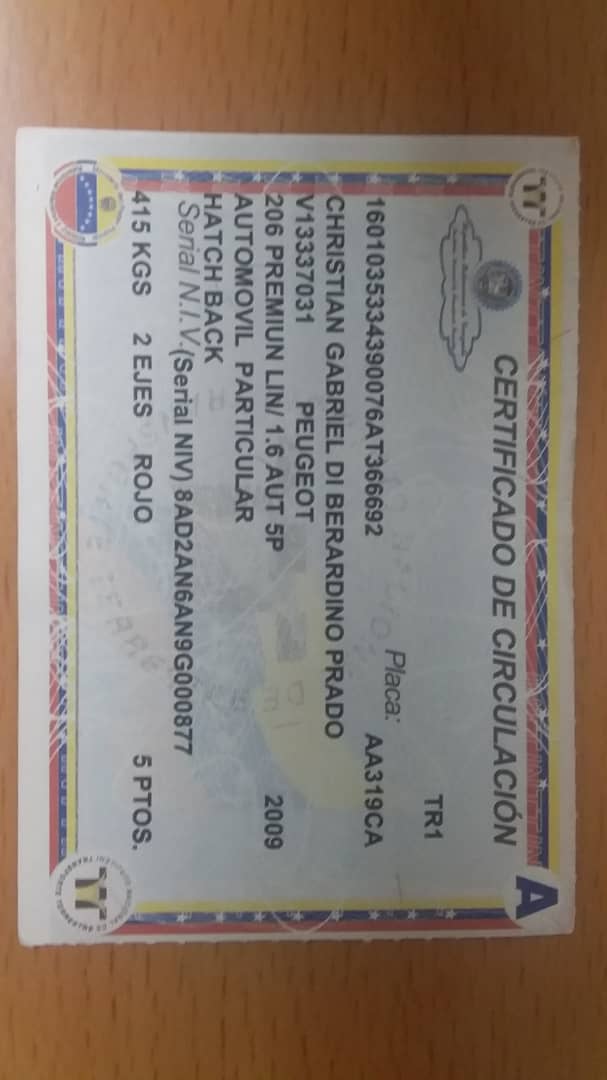 CERTIFICADO DE CIRCULACIÓN
A
TR1
Placa:
1601035334390076AT366692 AA319CA
CHRISTIAN GABRIEL DI BERARDINO PRADO
V13337031 PEUGEOT
206 PREMIUN LIN/ 1.6 AUT 5P 2009
AUTOMOVIL PARTICULAR
HATCH BACK
Serial N.I.V.(Serial NIV) 8AD2AN6AN9G000877
415 KGS 2 EJES ROJO 5 PTOS.